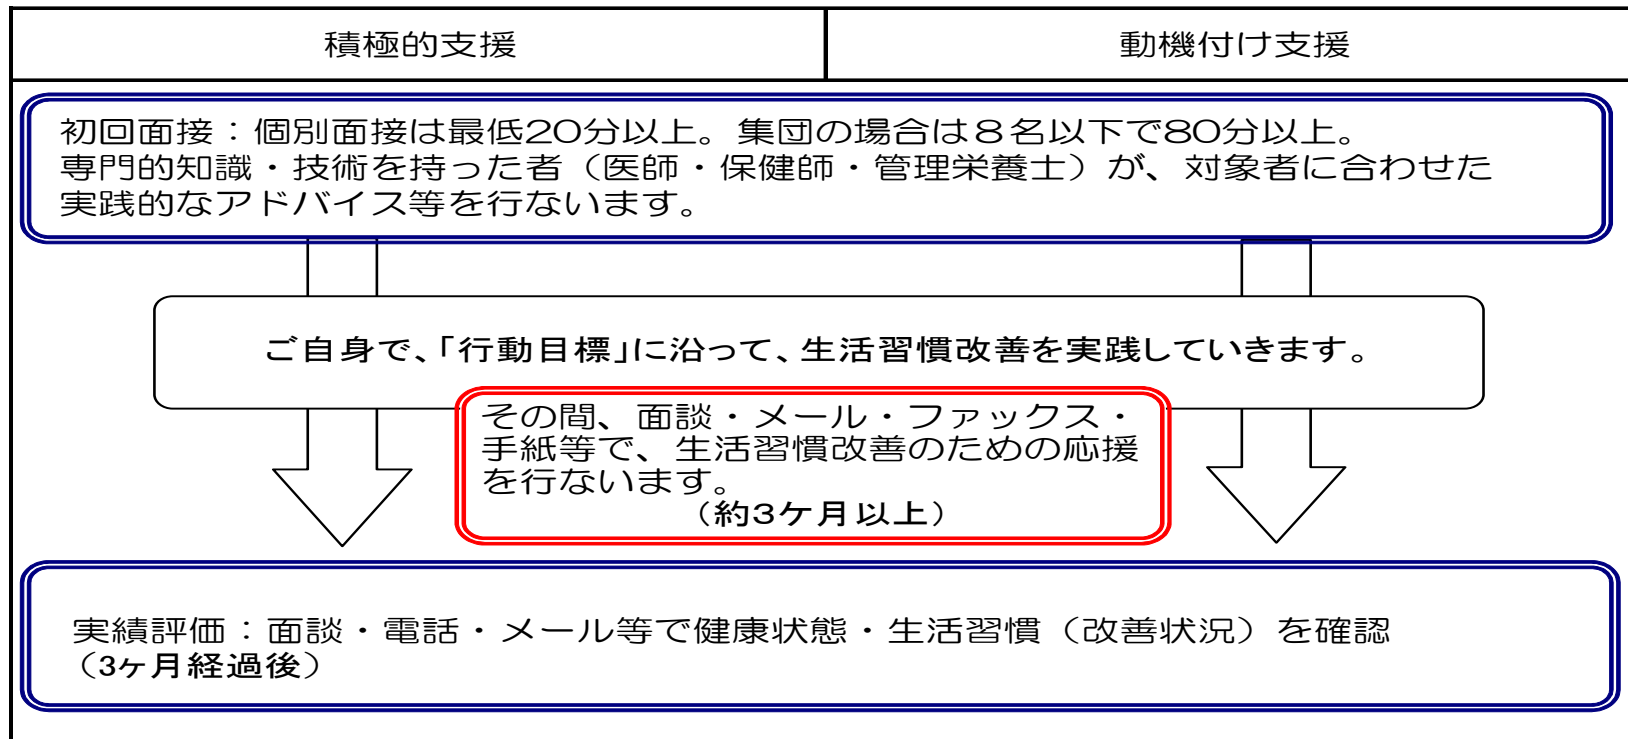 積極的支援
動機付け支援
初回面接：個別面接は最低20分以上。集団の場合は８名以下で80分以上。
専門的知識・技術を持った者（医師・保健師・管理栄養士）が、対象者に合わせた
実践的なアドバイス等を行ないます。
ご自身で、「行動目標」に沿って、生活習慣改善を実践していきます。
その間、面談・メール・ファックス・
手紙等で、生活習慣改善のための応援
を行ないます。
（約3ケ月以上）
実績評価：面談・電話・メール等で健康状態・生活習慣（改善状況）を確認
（3ヶ月経過後）